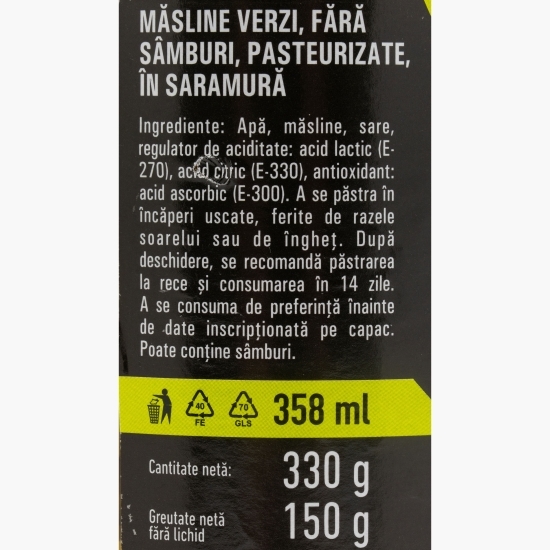 MĂSLINE VERZI, FĂRĂ
SÂMBURI, PASTEURIZATE,
ÎN SARAMURĂ
Ingrediente: Apă, măsline, sare,
regulator de aciditate: acid lactic (E-
270), acid citric (E-330), antioxidant:
acid ascorbic (E-300). A se păstra în
încăperi uscate, ferite de razele
soarelui sau de îngheț. După
deschidere, se recomandă păstrarea
la rece și consumarea în 14 zile.
A se consuma de preferință înainte
de date inscripționată pe capac.
Poate conține sâmburi.
40
FE
70
GLS
358 ml
Cantitate netă:
330 g
Greutate netă
fără lichid
150 g